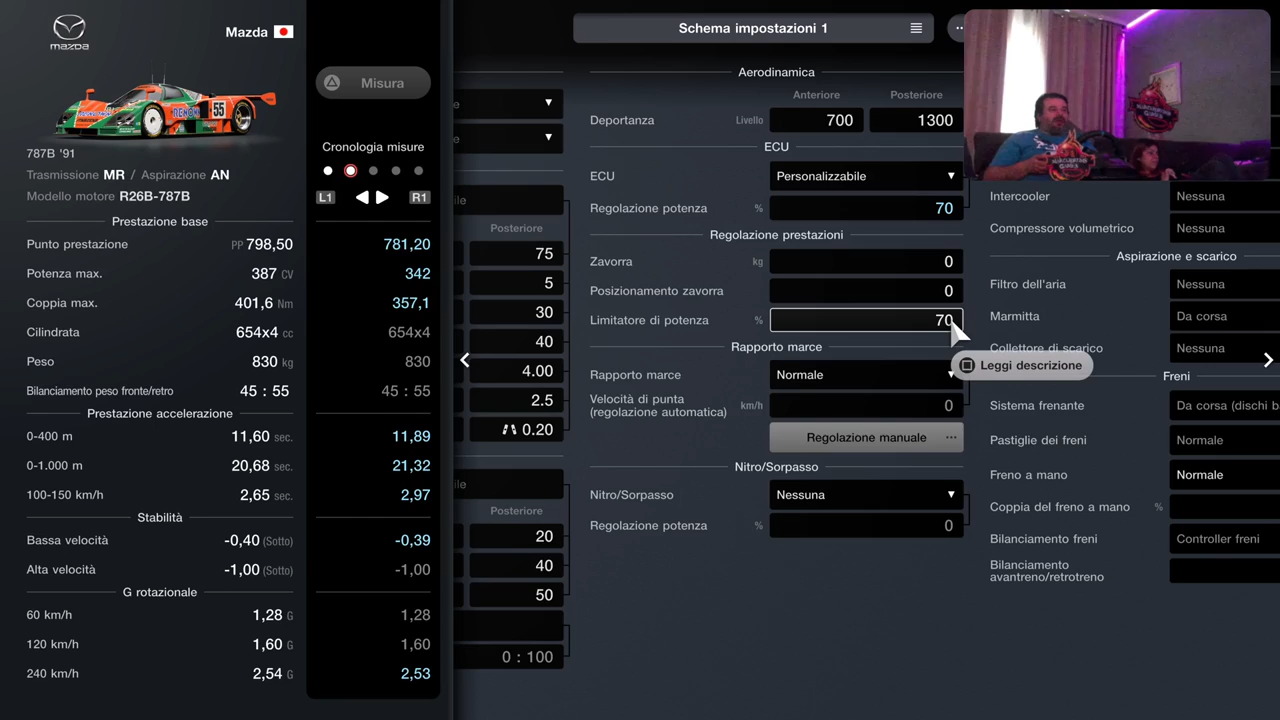 mazda
Mazda
787B '91
Trasmissione MR / Aspirazione AN
Modello motore R26B-787B
Prestazione base
Punto prestazione PP 798,50
Potenza max. 387 CV
Coppia max. 401,6 Nm
Cilindrata 654x4 cc
Peso 830 kg
Bilanciamento peso fronte/retro 45 : 55
Prestazione accelerazione
0-400 m 11,60 sec.
0-1.000 m 20,68 sec.
100-150 km/h 2,65 sec.
Stabilità
Bassa velocità -0,40 (Sotto)
Alta velocità -1,00 (Sotto)
G rotazionale
60 km/h 1,28 G
120 km/h 1,60 G
240 km/h 2,54 G
Misura
Cronologia misure
L1 R1
781,20
342
357,1
654x4
830
45 : 55
11,89
21,32
2,97
-0,39
-1,00
1,28
1,60
2,53
Posteriore
75
5
30
40
4.00
2.5
0.20
Posteriore
20
40
50
0 : 100
Schema impostazioni 1
Aerodinamica
Anteriore Posteriore
Deportanza Livello 700 1300
ECU
ECU Personalizzabile
Regolazione potenza % 70
Regolazione prestazioni
Zavorra kg 0
Posizionamento zavorra 0
Limitatore di potenza % 70
Rapporto marce
Rapporto marce Normale
Velocità di punta
(regolazione automatica) km/h 0
Regolazione manuale ...
Nitro/Sorpasso
Nitro/Sorpasso Nessuna
Regolazione potenza % 0
Leggi descrizione
Intercooler Nessuna
Compressore volumetrico Nessuna
Aspirazione e scarico
Filtro dell'aria Nessuna
Marmitta Da corsa
Collettore di scarico Nessuna
Freni
Sistema frenante Da corsa (dischi b
Pastiglie dei freni Normale
Freno a mano Normale
Coppia del freno a mano %
Bilanciamento freni Controller freni
Bilanciamento
avantreno/retrotreno